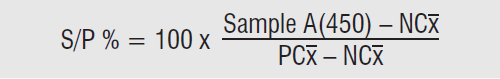 S/P % = 100 x Sample A(450) – NCx̅
PCx̅ – NCx̅